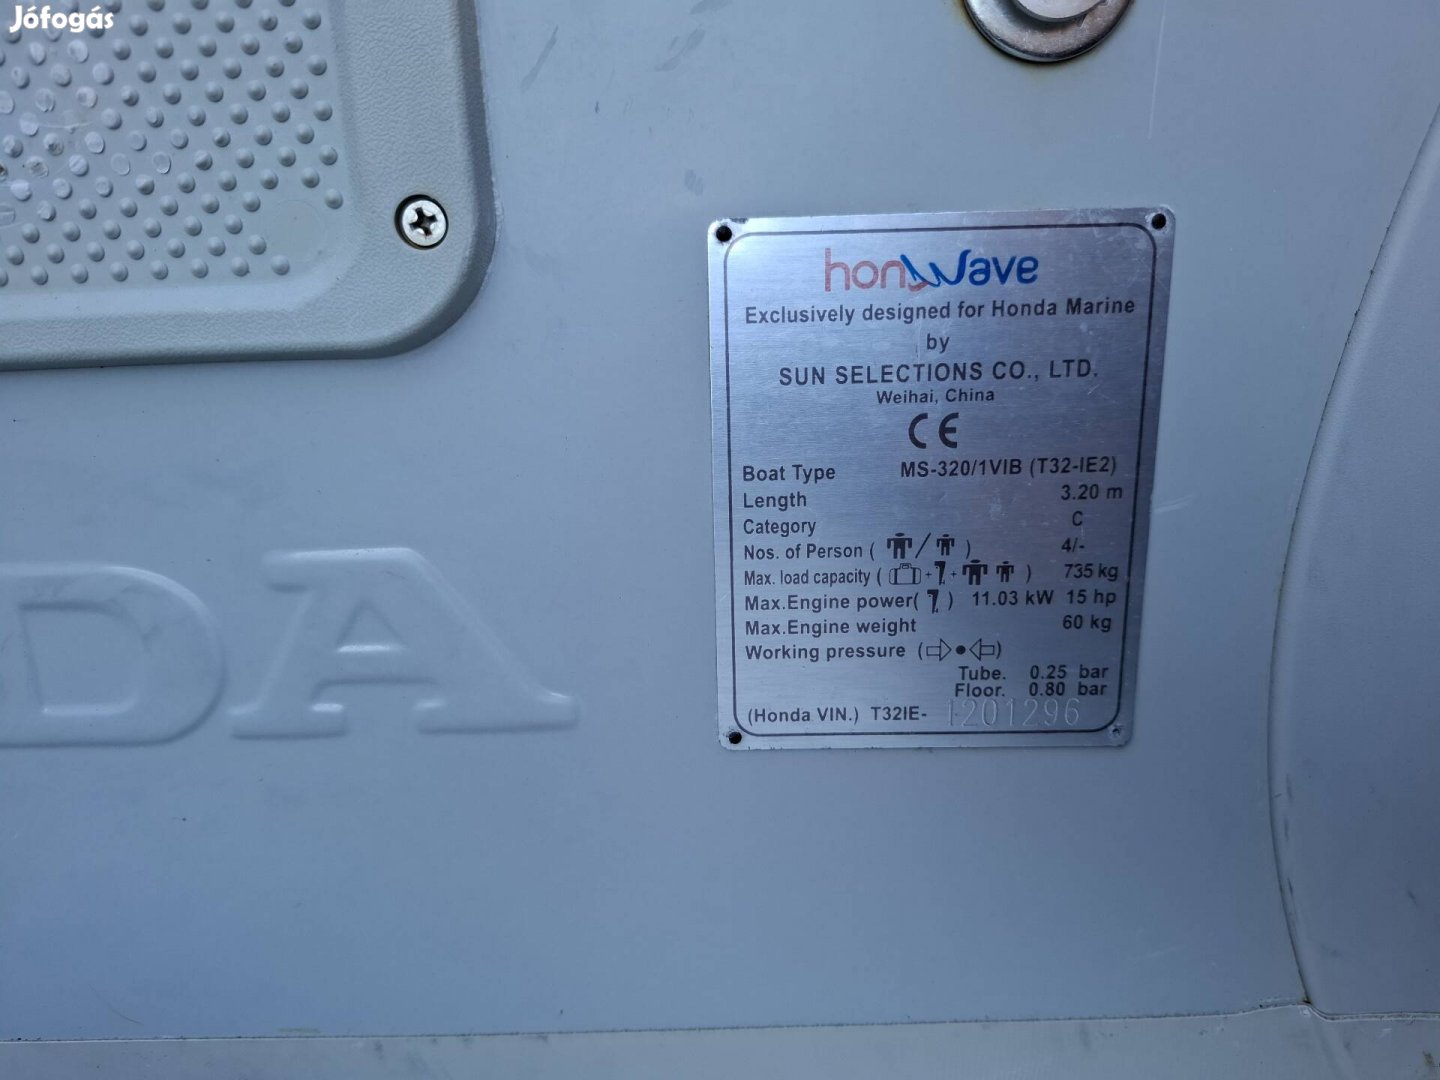 Jófogás
honwave
Exclusively designed for Honda Marine
by
SUN SELECTIONS CO., LTD.
Weihai, China
CE
Boat Type MS-320/1VIB (T32-IE2)
Length 3.20 m
Category C
Nos. of Person ( / ) 4/-
Max. load capacity ( + + ) 735 kg
Max.Engine power( ) 11.03 kW 15 hp
Max.Engine weight 60 kg
Working pressure ( )
Tube. 0.25 bar
Floor. 0.80 bar
(Honda VIN.) T32IE- 1201296
DA